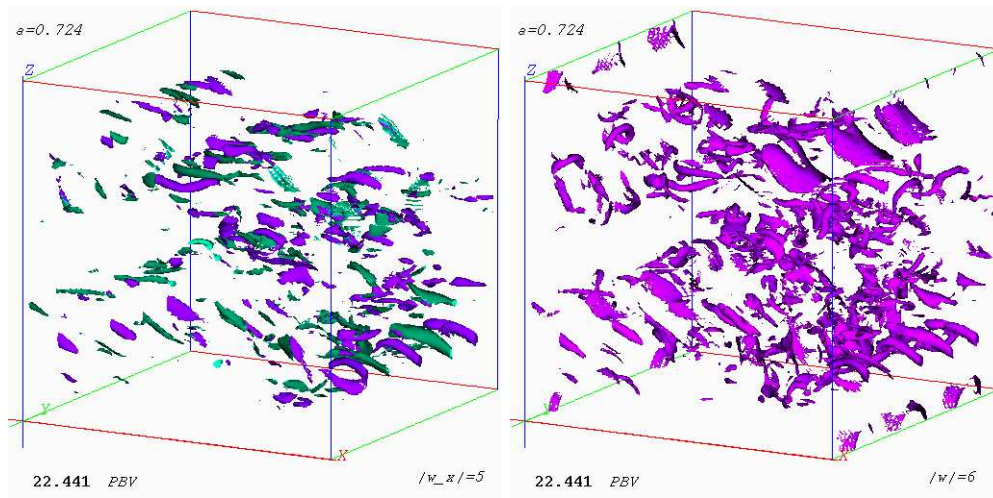 a=0.724
Z
Y
X
22.441 PBV
/w_x/=5
a=0.724
Z
Y
X
22.441 PBV
/w/=6